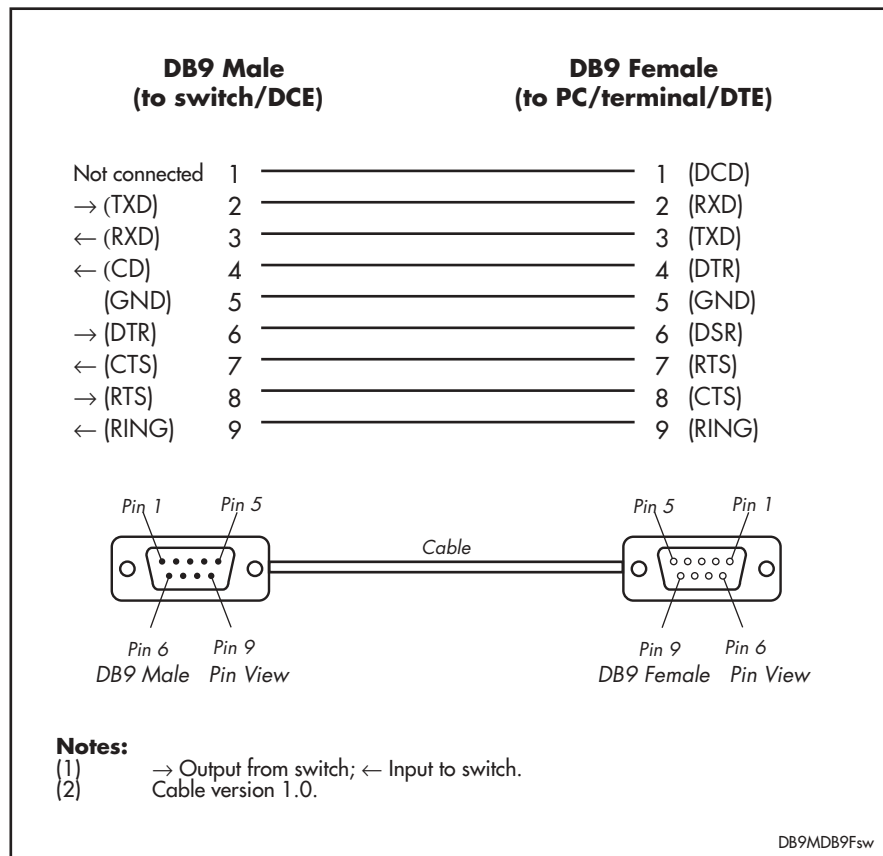 DB9 Male
(to switch/DCE)
DB9 Female
(to PC/terminal/DTE)
Not connected 1 1 (DCD)
→ (TXD) 2 2 (RXD)
← (RXD) 3 3 (TXD)
← (CD) 4 4 (DTR)
(GND) 5 5 (GND)
→ (DTR) 6 6 (DSR)
← (CTS) 7 7 (RTS)
→ (RTS) 8 8 (CTS)
← (RING) 9 9 (RING)
Pin 1 Pin 5 Pin 5 Pin 1
Cable
Pin 6 Pin 9 Pin 9 Pin 6
DB9 Male Pin View DB9 Female Pin View
Notes:
(1) → Output from switch; ← Input to switch.
(2) Cable version 1.0.
DB9MDB9Fsw